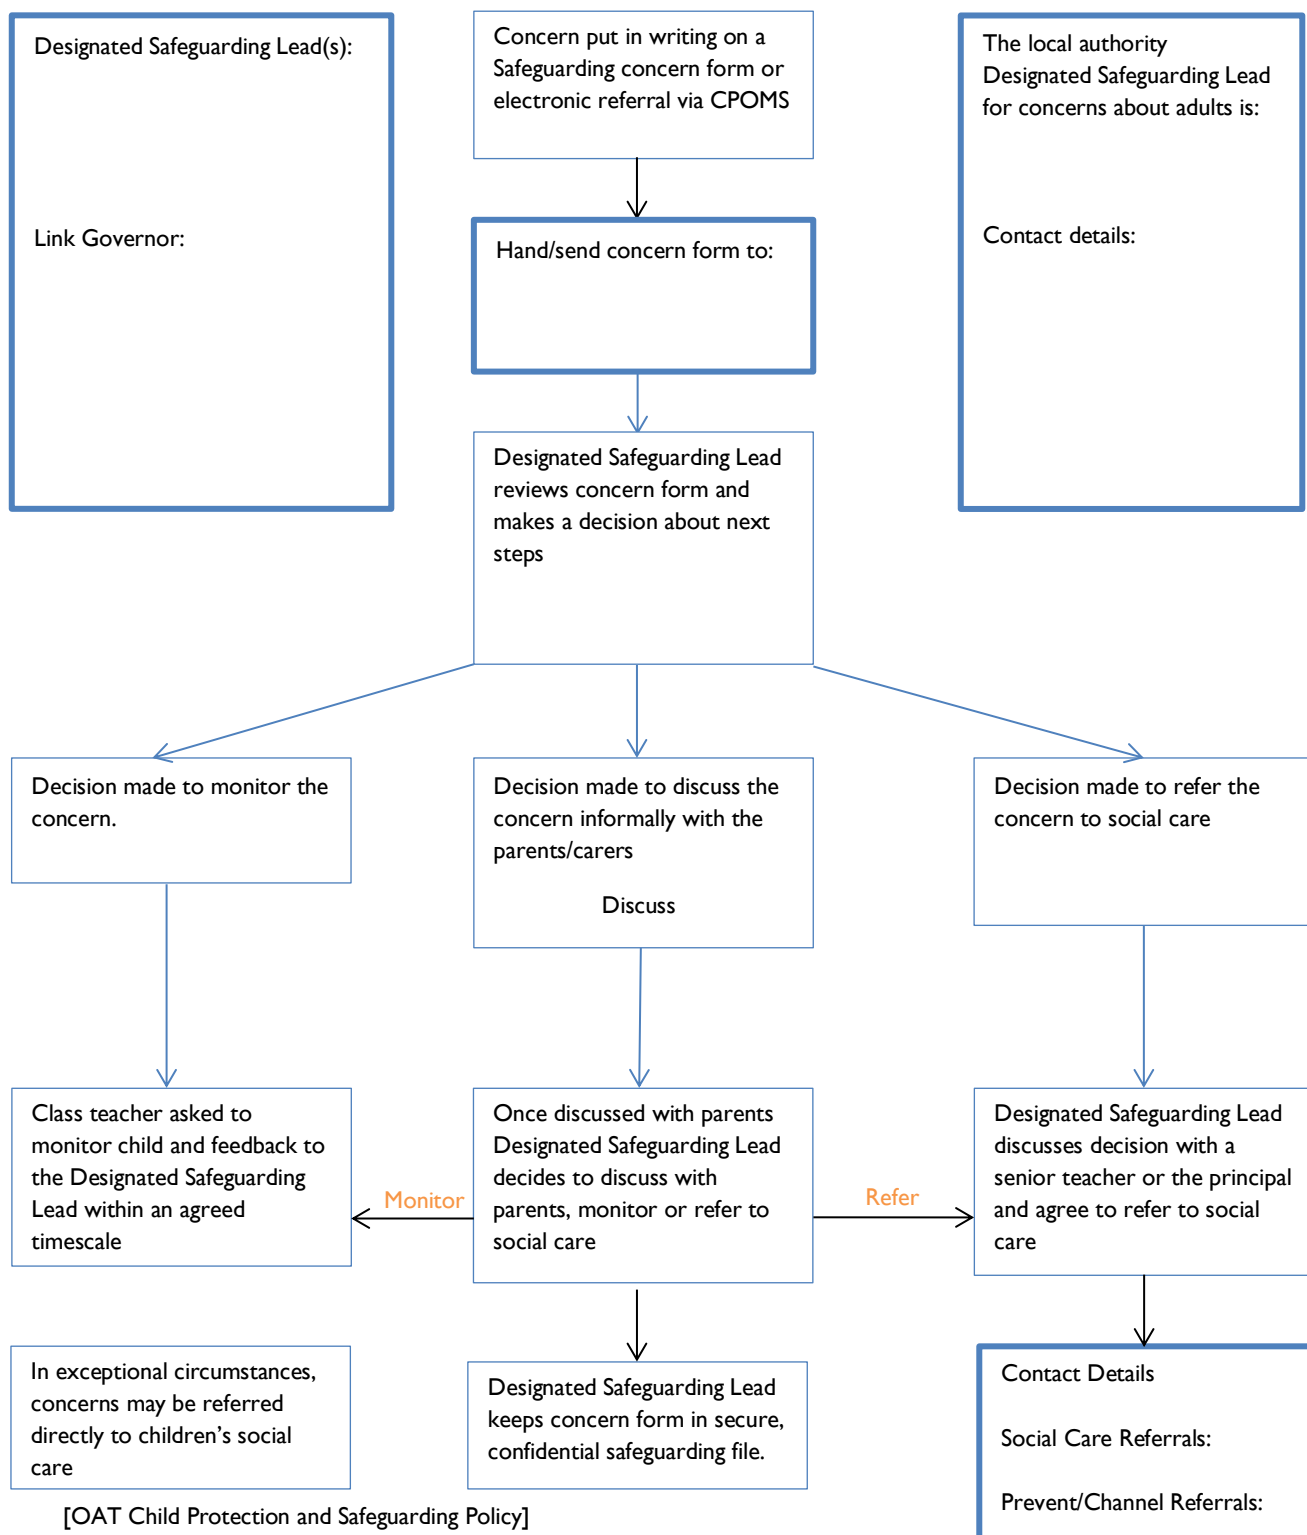 Designated Safeguarding Lead(s):
Link Governor:
Concern put in writing on a
Safeguarding concern form or
electronic referral via CPOMS
The local authority
Designated Safeguarding Lead
for concerns about adults is:
Contact details:
Hand/send concern form to:
Designated Safeguarding Lead
reviews concern form and
makes a decision about next
steps
Decision made to monitor the
concern.
Decision made to discuss the
concern informally with the
parents/carers
Discuss
Decision made to refer the
concern to social care
Class teacher asked to
monitor child and feedback to
the Designated Safeguarding
Lead within an agreed
timescale
Monitor
Once discussed with parents
Designated Safeguarding Lead
decides to discuss with
parents, monitor or refer to
social care
Refer
Designated Safeguarding Lead
discusses decision with a
senior teacher or the principal
and agree to refer to social
care
In exceptional circumstances,
concerns may be referred
directly to children’s social
care
Designated Safeguarding Lead
keeps concern form in secure,
confidential safeguarding file.
Contact Details
Social Care Referrals:
Prevent/Channel Referrals:
[OAT Child Protection and Safeguarding Policy]